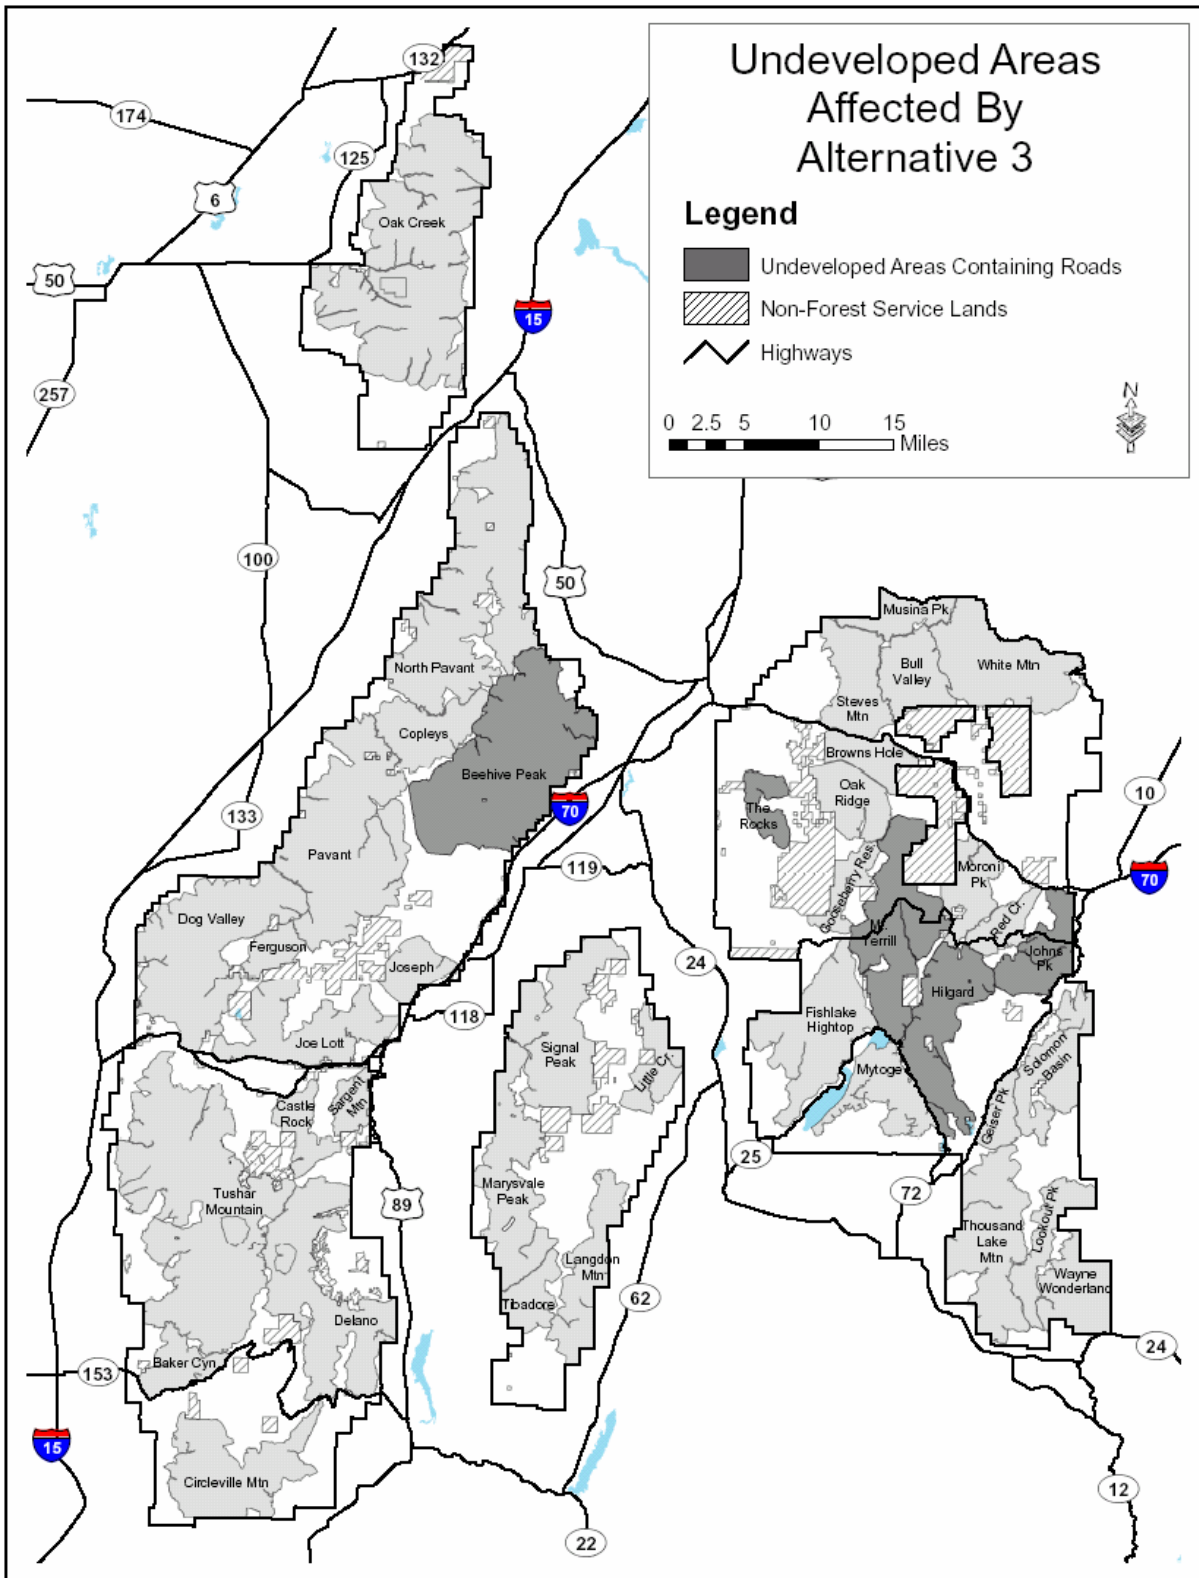 Undeveloped Areas
Affected By
Alternative 3
Legend
Undeveloped Areas Containing Roads
Non-Forest Service Lands
Highways
N
0 2.5 5 10 15
Miles
132
174
125
6
Oak Creek
50
15
257
100
50
Musina Pk
North Pavant
Bull
Valley
White Mtn
Steves
Mtn
Copleys
Browns Hole
Beehive Peak
Oak
Ridge
10
The
Rocks
70
133
Pavant
119
Gooseberry Res.
Moroni
Pk
70
Dog Valley
Red Cr.
Ferguson
Terrill
Johns
Pk
Joseph
24
Hilgard
118
Fishlake
Hightop
Joe Lott
Signal
Peak
Little Cr.
Mytoge
Solomon
Basin
Castle
Rock
Sargent
Mtn
Geiser Pk
25
Marysvale
Peak
72
Tushar
Mountain
89
Lookout Pk
Thousand
Lake
Mtn
Langdon
Mtn
Wayne
Wonderland
62
Tibadore
Delano
24
Baker Cyn
153
15
Circleville Mtn
12
22